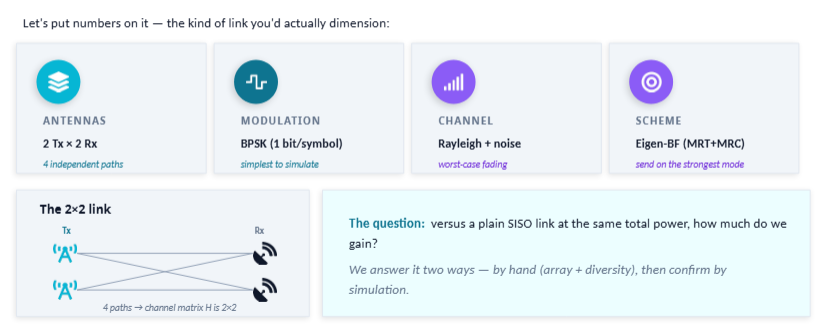 Let's put numbers on it — the kind of link you'd actually dimension:
ANTENNAS
2 Tx × 2 Rx
4 independent paths
MODULATION
BPSK (1 bit/symbol)
simplest to simulate
CHANNEL
Rayleigh + noise
worst-case fading
SCHEME
Eigen-BF (MRT+MRC)
send on the strongest mode
The 2×2 link
Tx
Rx
4 paths → channel matrix H is 2×2
The question: versus a plain SISO link at the same total power, how much do we
gain?
We answer it two ways — by hand (array + diversity), then confirm by
simulation.